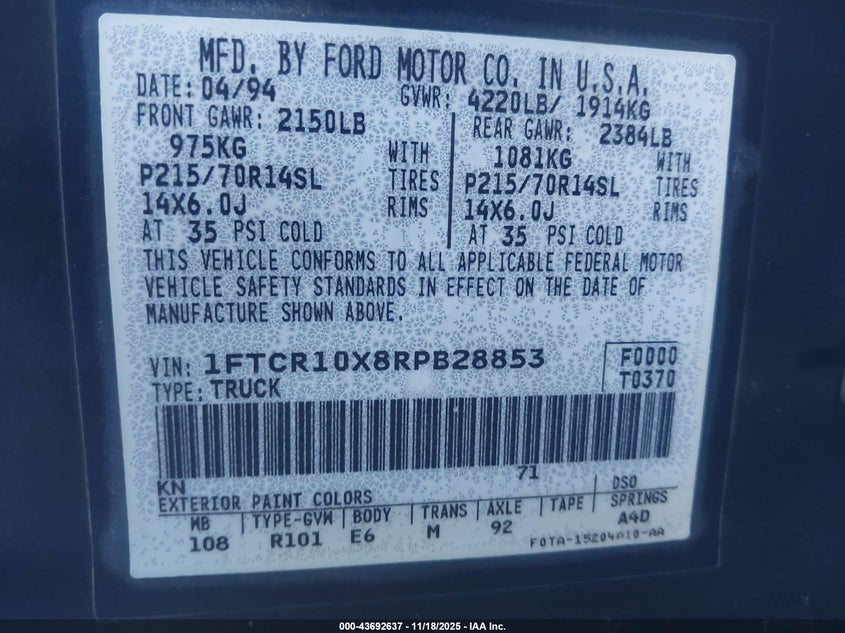 MFD. BY FORD MOTOR CO. IN U.S.A.
DATE: 04/94 GVWR: 4220LB/ 1914KG
FRONT GAWR: 2150LB REAR GAWR: 2384LB
975KG WITH 1081KG WITH
P215/70R14SL TIRES P215/70R14SL TIRES
14X6.0J RIMS 14X6.0J RIMS
AT 35 PSI COLD AT 35 PSI COLD
THIS VEHICLE CONFORMS TO ALL APPLICABLE FEDERAL MOTOR
VEHICLE SAFETY STANDARDS IN EFFECT ON THE DATE OF
MANUFACTURE SHOWN ABOVE.
VIN: 1FTCR10X8RPB28853 F0000
TYPE: TRUCK T0370
KN 71
EXTERIOR PAINT COLORS DSO
WB TYPE-GVW BODY TRANS AXLE TAPE SPRINGS
108 R101 E6 M 92 A4D
F0TA-15204A10-AA
000-43692637 - 11/18/2025 - IAA Inc.